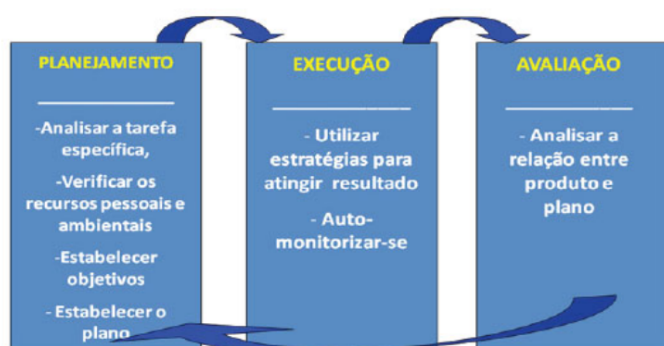 PLANEJAMENTO
-Analisar a tarefa
específica,
-Verificar os
recursos pessoais e
ambientais
-Estabelecer
objetivos
- Estabelecer o
plano
EXECUÇÃO
- Utilizar
estratégias para
atingir resultado
- Auto-
monitorizar-se
AVALIAÇÃO
- Analisar a
relação entre
produto e
plano